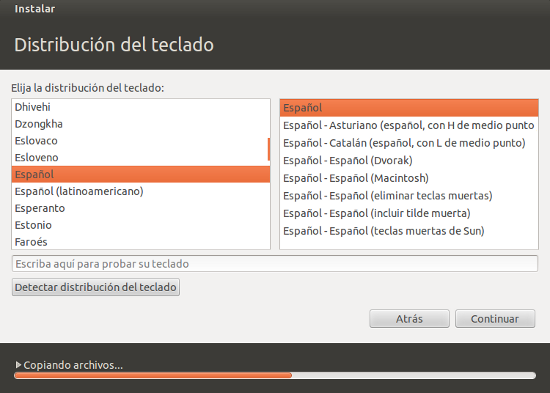 Instalar
Distribución del teclado
Elija la distribución del teclado:
Dhivehi
Dzongkha
Eslovaco
Esloveno
Español
Español (latinoamericano)
Esperanto
Estonio
Faroés
Español
Español - Asturiano (español, con H de medio punto
Español - Catalán (español, con L de medio punto)
Español - Español (Dvorak)
Español - Español (Macintosh)
Español - Español (eliminar teclas muertas)
Español - Español (incluir tilde muerta)
Español - Español (teclas muertas de Sun)
Escriba aquí para probar su teclado
Detectar distribución del teclado
Atrás
Continuar
Copiando archivos...